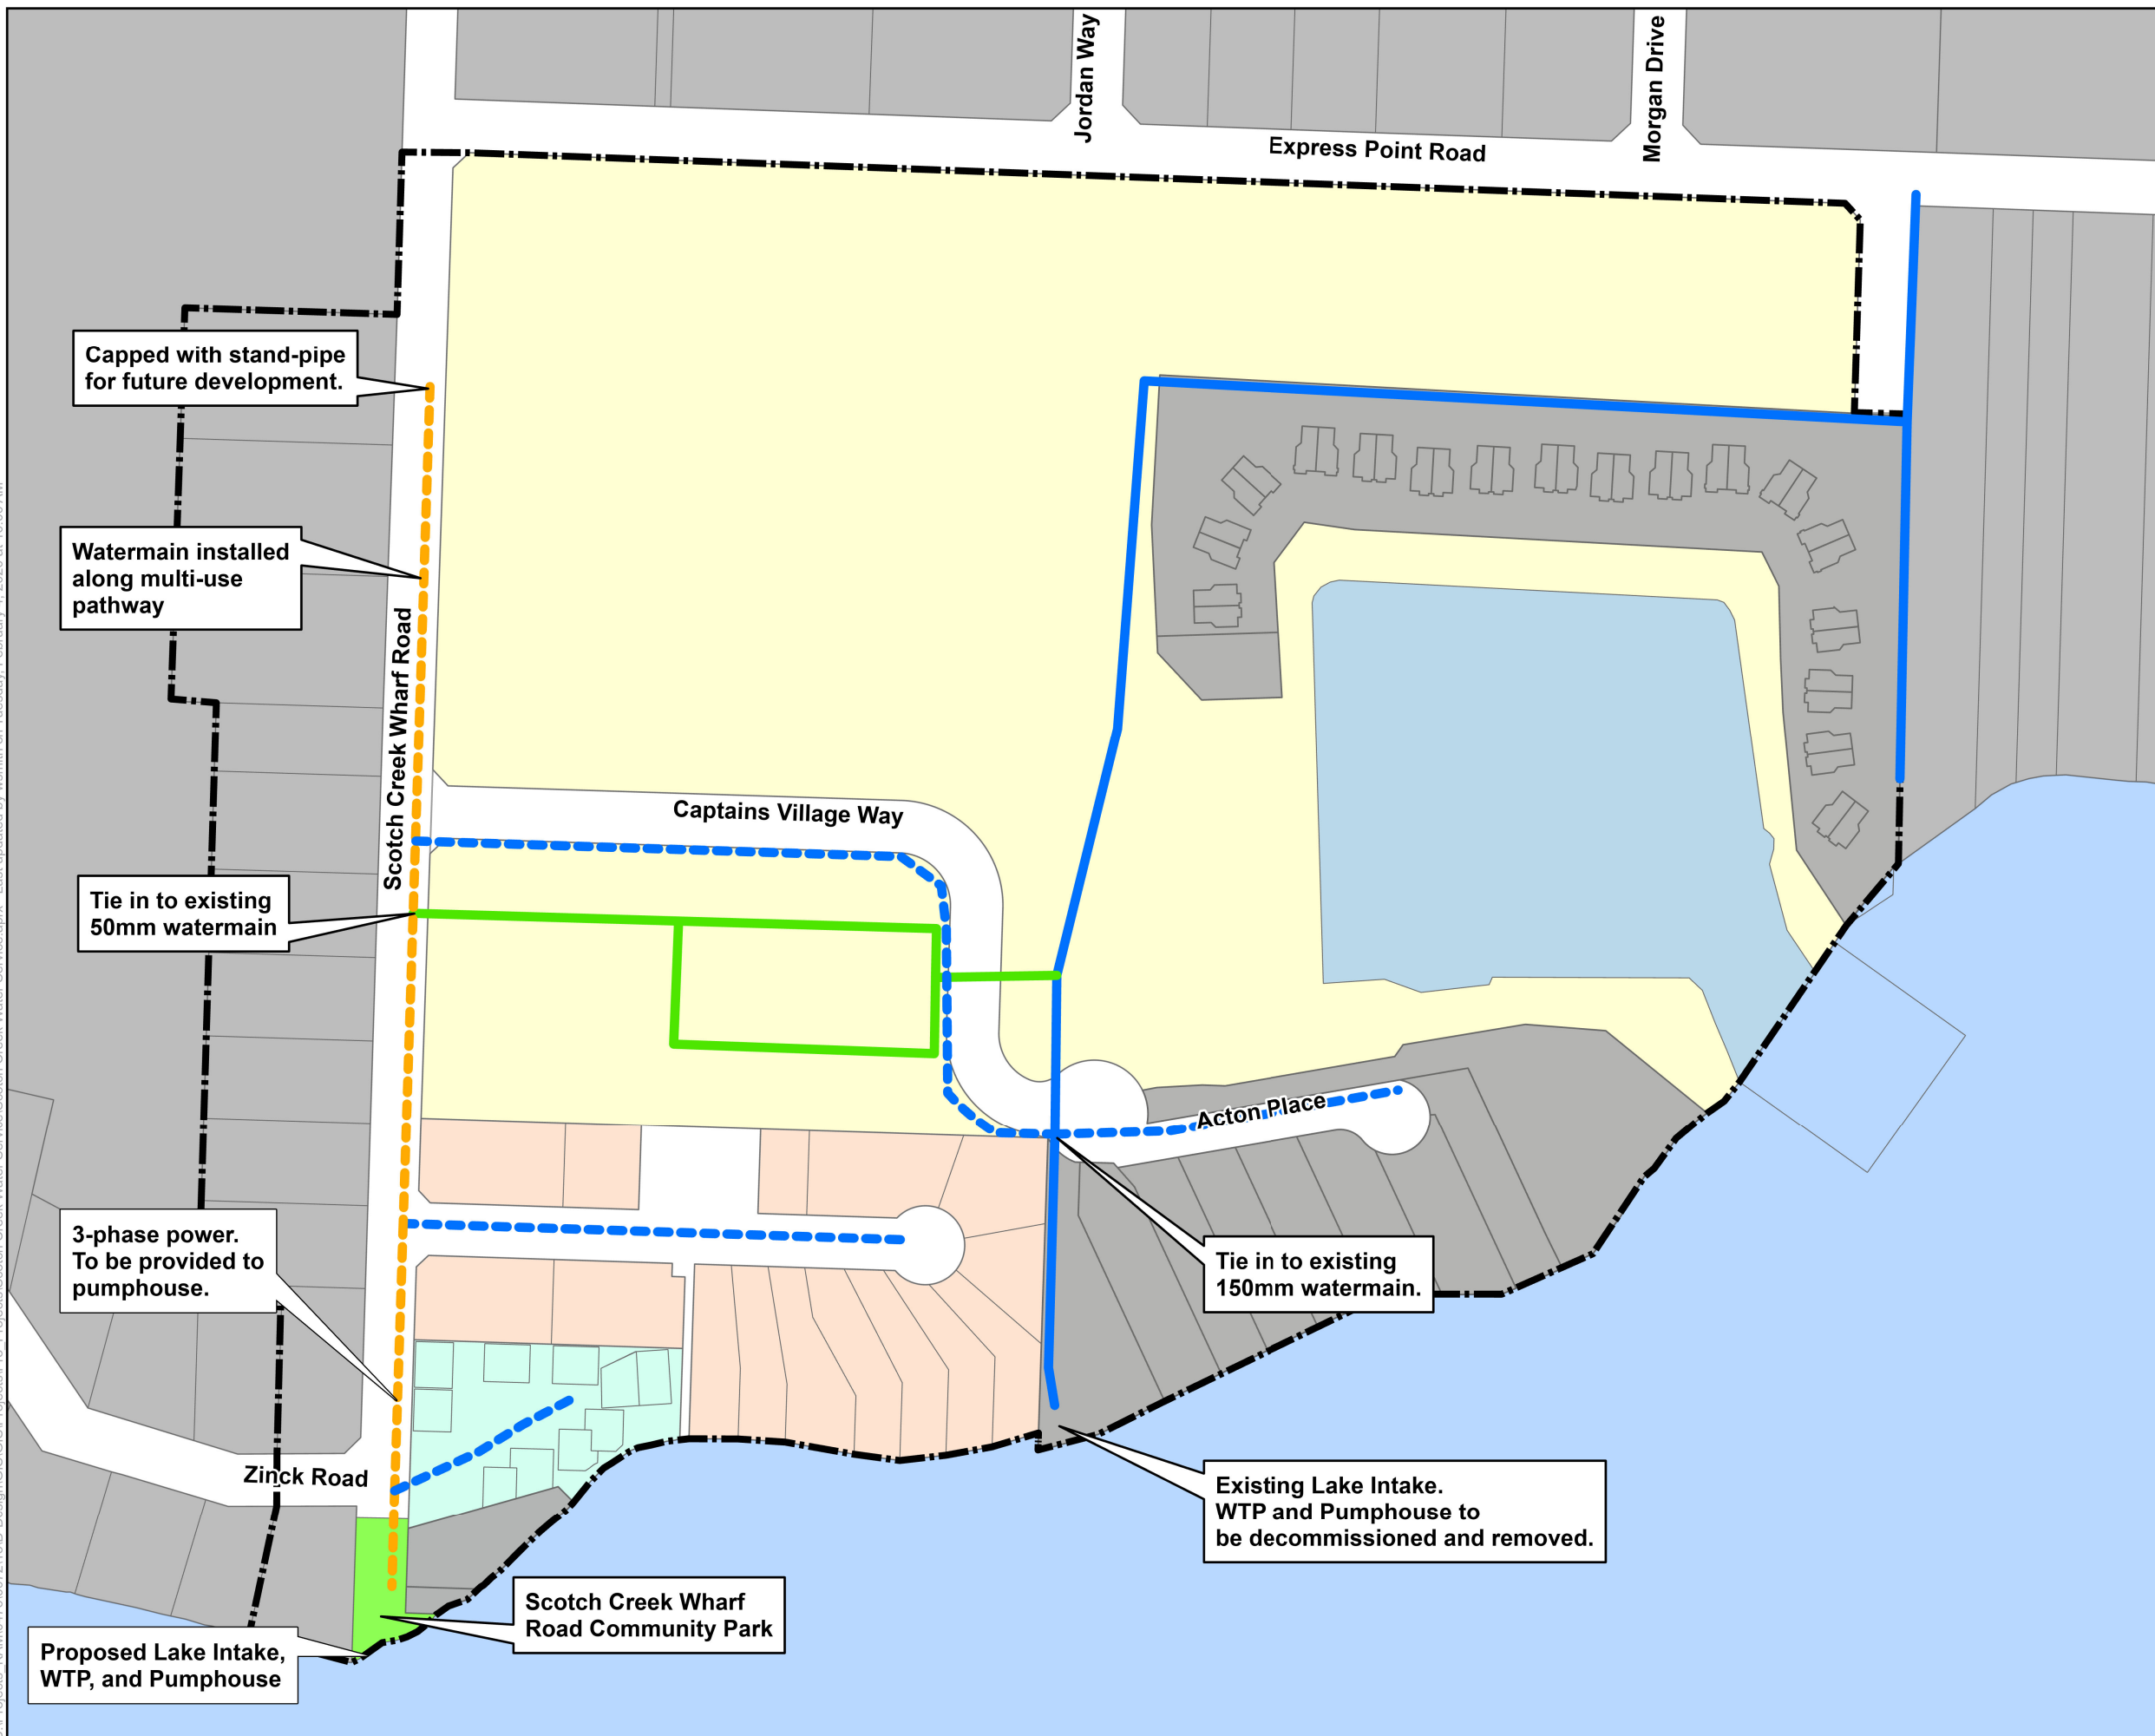 Jordan Way
Morgan Drive
Express Point Road
Capped with stand-pipe
for future development.
Watermain installed
along multi-use
pathway
Scotch Creek Wharf Road
Captains Village Way
Tie in to existing
50mm watermain
Acton Place
3-phase power.
To be provided to
pumphouse.
Tie in to existing
150mm watermain.
Zinck Road
Existing Lake Intake.
WTP and Pumphouse to
be decommissioned and removed.
Scotch Creek Wharf
Road Community Park
Proposed Lake Intake,
WTP, and Pumphouse